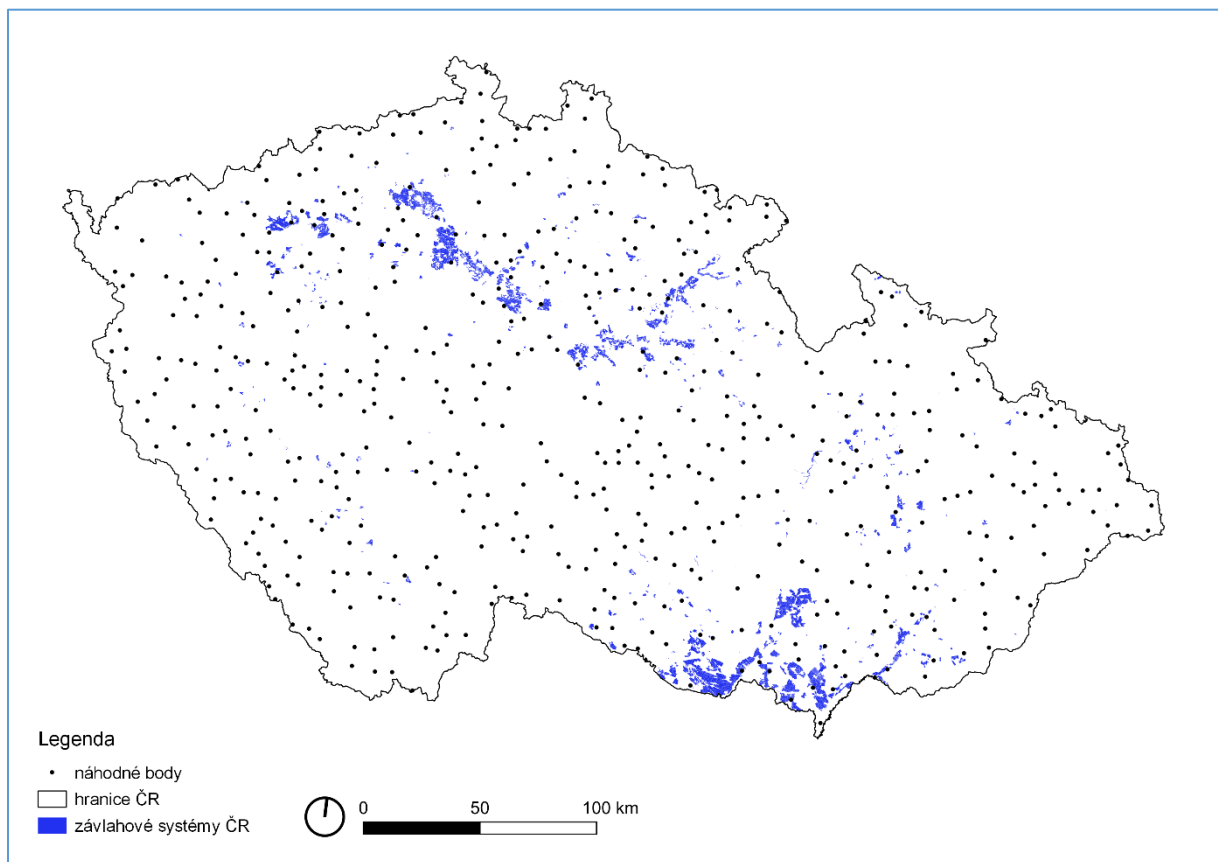 Legenda
náhodné body
hranice ČR
závlahové systémy ČR
0 50 100 km